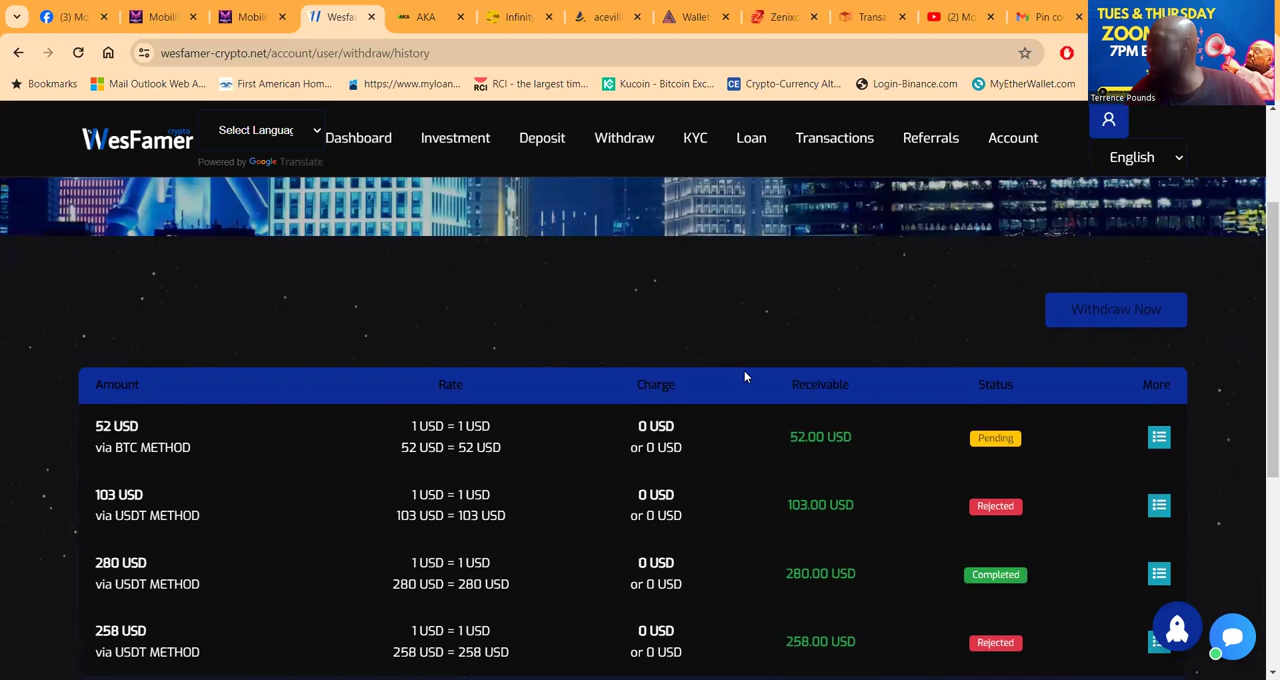 (3) Mo
Mobili
Mobili
Wesfa
AKA
Infinity
acevill
Wallet
Zenixc
Transa
(2) Mo
Pin co
TUES & THURSDAY
ZOOM
7PM E
Terrence Pounds
wesfamer-crypto.net/account/user/withdraw/history
Bookmarks
Mail Outlook Web A...
First American Hom...
https://www.myloan...
RCI - the largest tim...
Kucoin - Bitcoin Exc...
Crypto-Currency Alt...
Login-Binance.com
MyEtherWallet.com
WesFamer crypto
Select Languag
Powered by Google Translate
Dashboard
Investment
Deposit
Withdraw
KYC
Loan
Transactions
Referrals
Account
English
Withdraw Now
Amount Rate Charge Receivable Status More
52 USD 1 USD = 1 USD 0 USD 52.00 USD Pending
via BTC METHOD 52 USD = 52 USD or 0 USD
103 USD 1 USD = 1 USD 0 USD 103.00 USD Rejected
via USDT METHOD 103 USD = 103 USD or 0 USD
280 USD 1 USD = 1 USD 0 USD 280.00 USD Completed
via USDT METHOD 280 USD = 280 USD or 0 USD
258 USD 1 USD = 1 USD 0 USD 258.00 USD Rejected
via USDT METHOD 258 USD = 258 USD or 0 USD